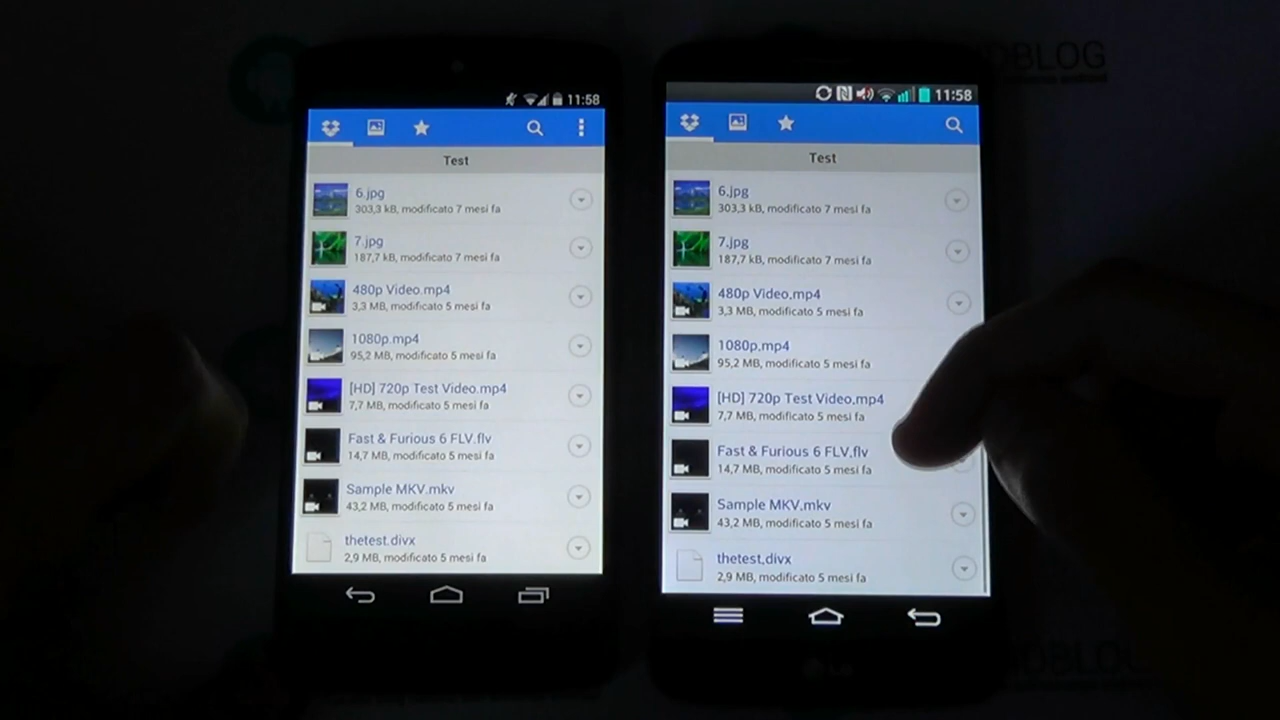 DBLOG
11:58
Test
6.jpg
303,3 kB, modificato 7 mesi fa
7.jpg
187,7 kB, modificato 7 mesi fa
480p Video.mp4
3,3 MB, modificato 5 mesi fa
1080p.mp4
95,2 MB, modificato 5 mesi fa
[HD] 720p Test Video.mp4
7,7 MB, modificato 5 mesi fa
Fast & Furious 6 FLV.flv
14,7 MB, modificato 5 mesi fa
Sample MKV.mkv
43,2 MB, modificato 5 mesi fa
thetest.divx
2,9 MB, modificato 5 mesi fa
11:58
Test
6.jpg
303,3 kB, modificato 7 mesi fa
7.jpg
187,7 kB, modificato 7 mesi fa
480p Video.mp4
3,3 MB, modificato 5 mesi fa
1080p.mp4
95,2 MB, modificato 5 mesi fa
[HD] 720p Test Video.mp4
7,7 MB, modificato 5 mesi fa
Fast & Furious 6 FLV.flv
14,7 MB, modificato 5 mesi fa
Sample MKV.mkv
43,2 MB, modificato 5 mesi fa
thetest.divx
2,9 MB, modificato 5 mesi fa